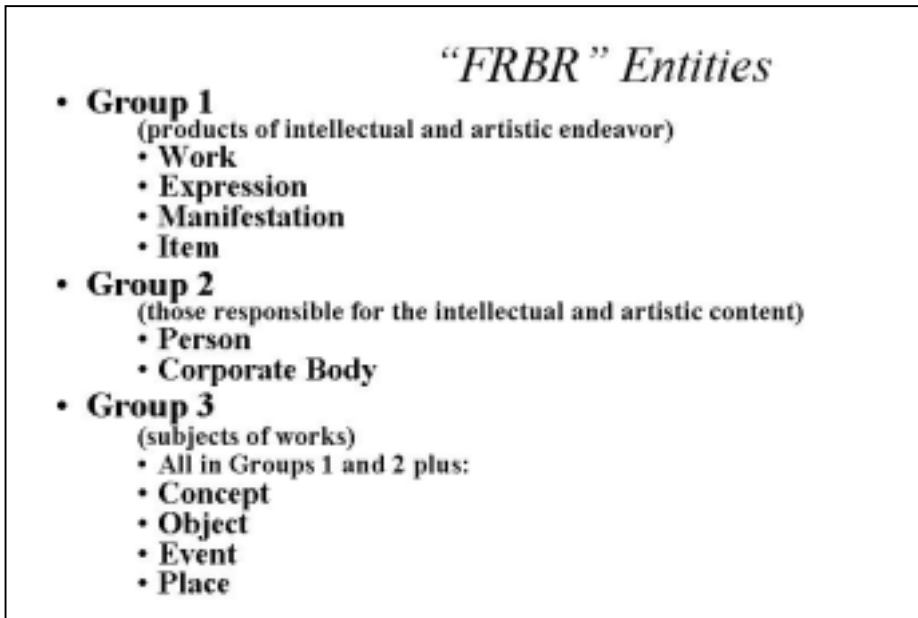 “FRBR” Entities
• Group 1
(products of intellectual and artistic endeavor)
• Work
• Expression
• Manifestation
• Item
• Group 2
(those responsible for the intellectual and artistic content)
• Person
• Corporate Body
• Group 3
(subjects of works)
• All in Groups 1 and 2 plus:
• Concept
• Object
• Event
• Place